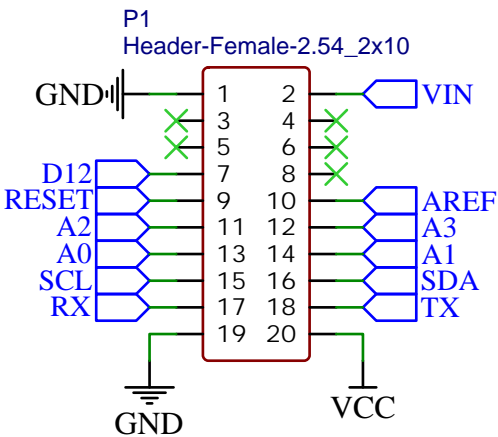 P1
Header-Female-2.54_2x10
GND 1 2 VIN
3 4
5 6
D12 7 8
RESET 9 10 AREF
A2 11 12 A3
A0 13 14 A1
SCL 15 16 SDA
RX 17 18 TX
19 20
GND VCC